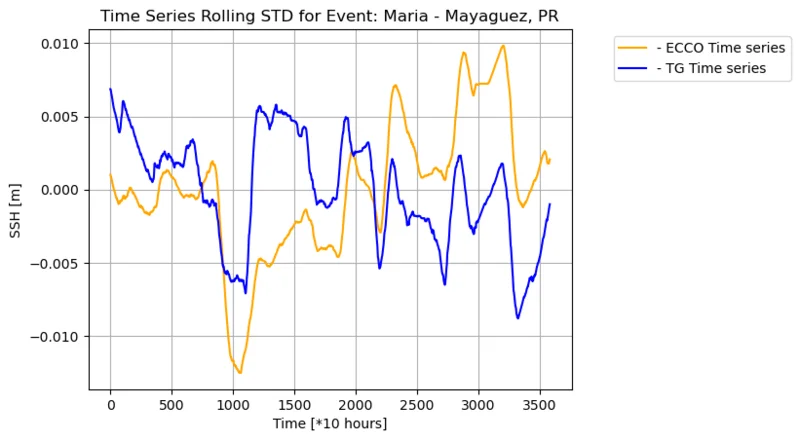 Time Series Rolling STD for Event: Maria - Mayaguez, PR
- ECCO Time series
- TG Time series
0.010
0.005
0.000
−0.005
−0.010
SSH [m]
0 500 1000 1500 2000 2500 3000 3500
Time [*10 hours]